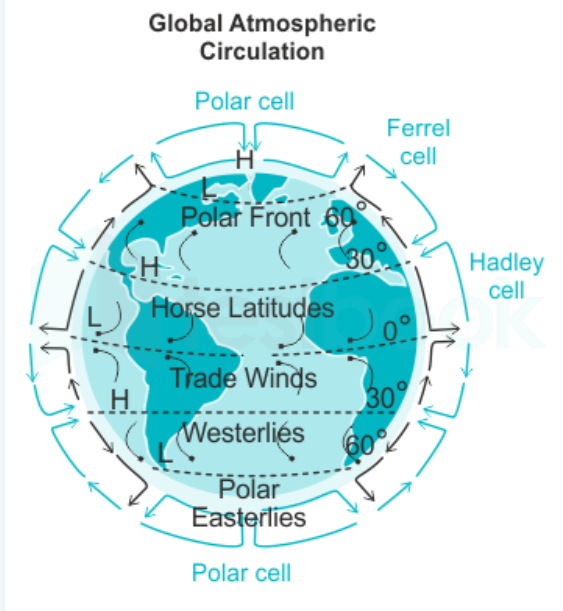 Global Atmospheric
Circulation
Polar cell
Ferrel
cell
H
L
Polar Front 60°
30°
H
Hadley
cell
Horse Latitudes
L
0°
Trade Winds
H
30°
Westerlies
60°
L
Polar
Easterlies
Polar cell